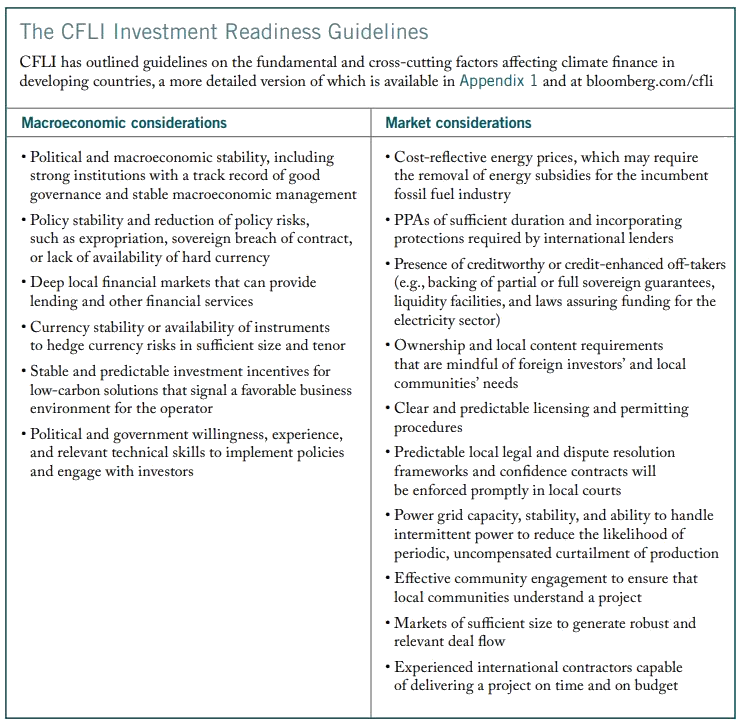 The CFLI Investment Readiness Guidelines
CFLI has outlined guidelines on the fundamental and cross-cutting factors affecting climate finance in
developing countries, a more detailed version of which is available in Appendix 1 and at bloomberg.com/cfli
Macroeconomic considerations
• Political and macroeconomic stability, including
strong institutions with a track record of good
governance and stable macroeconomic management
• Policy stability and reduction of policy risks,
such as expropriation, sovereign breach of contract,
or lack of availability of hard currency
• Deep local financial markets that can provide
lending and other financial services
• Currency stability or availability of instruments
to hedge currency risks in sufficient size and tenor
• Stable and predictable investment incentives for
low-carbon solutions that signal a favorable business
environment for the operator
• Political and government willingness, experience,
and relevant technical skills to implement policies
and engage with investors
Market considerations
• Cost-reflective energy prices, which may require
the removal of energy subsidies for the incumbent
fossil fuel industry
• PPAs of sufficient duration and incorporating
protections required by international lenders
• Presence of creditworthy or credit-enhanced off-takers
(e.g., backing of partial or full sovereign guarantees,
liquidity facilities, and laws assuring funding for the
electricity sector)
• Ownership and local content requirements
that are mindful of foreign investors’ and local
communities’ needs
• Clear and predictable licensing and permitting
procedures
• Predictable local legal and dispute resolution
frameworks and confidence contracts will
be enforced promptly in local courts
• Power grid capacity, stability, and ability to handle
intermittent power to reduce the likelihood of
periodic, uncompensated curtailment of production
• Effective community engagement to ensure that
local communities understand a project
• Markets of sufficient size to generate robust and
relevant deal flow
• Experienced international contractors capable
of delivering a project on time and on budget